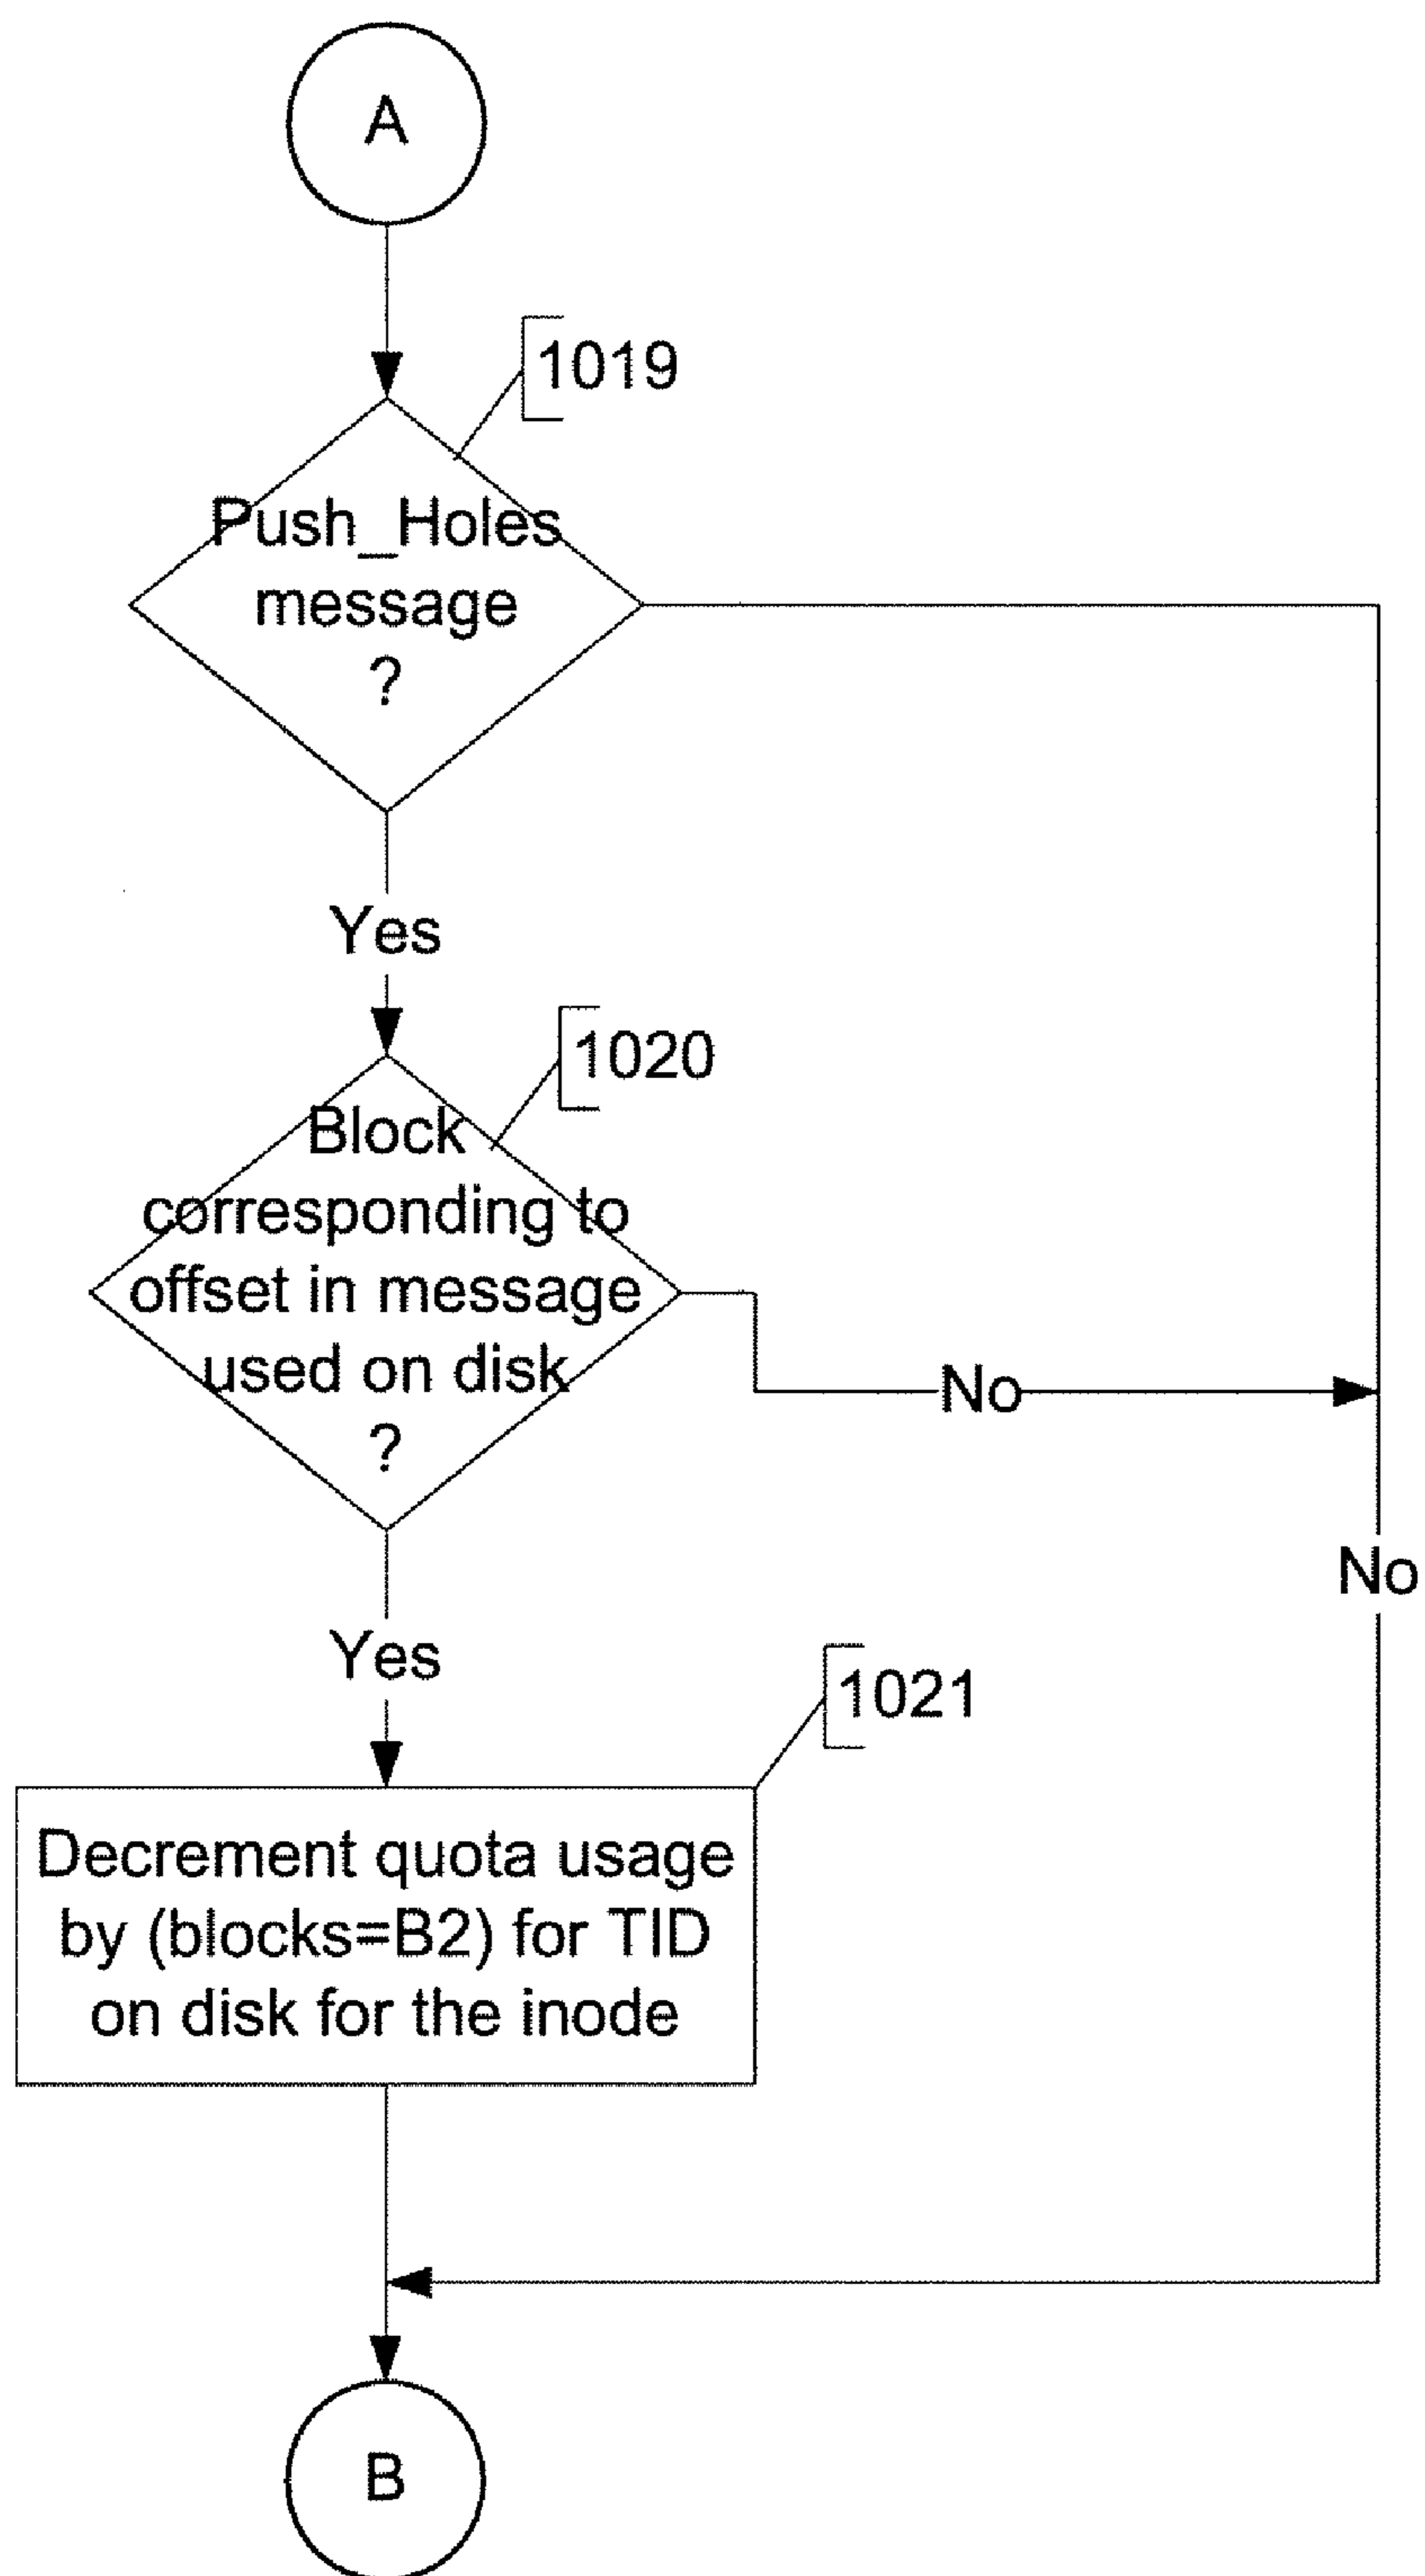 A
1019
Push_Holes
message
?
Yes
1020
Block
corresponding to
offset in message
used on disk
?
No
No
Yes
1021
Decrement quota usage
by (blocks=B2) for TID
on disk for the inode
B